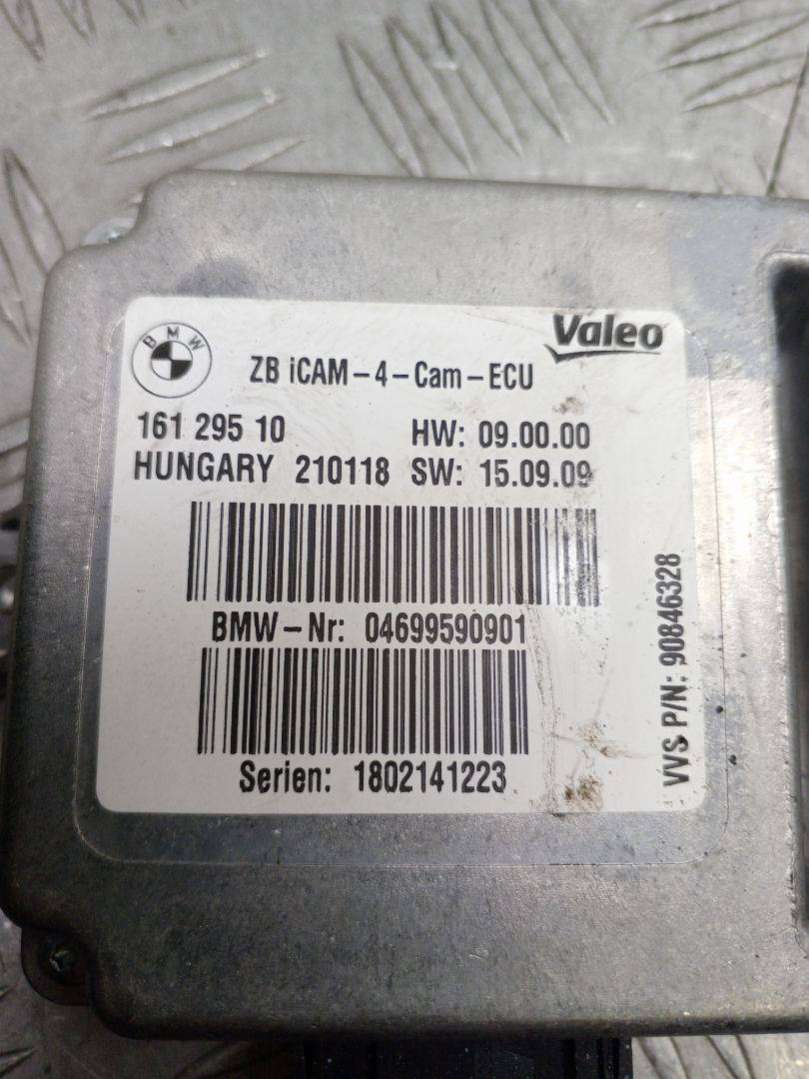 BMW
Valeo
ZB iCAM-4-Cam-ECU
161 295 10 HW: 09.00.00
HUNGARY 210118 SW: 15.09.09
BMW-Nr: 04699590901
Serien: 1802141223
VVS P/N: 90846328